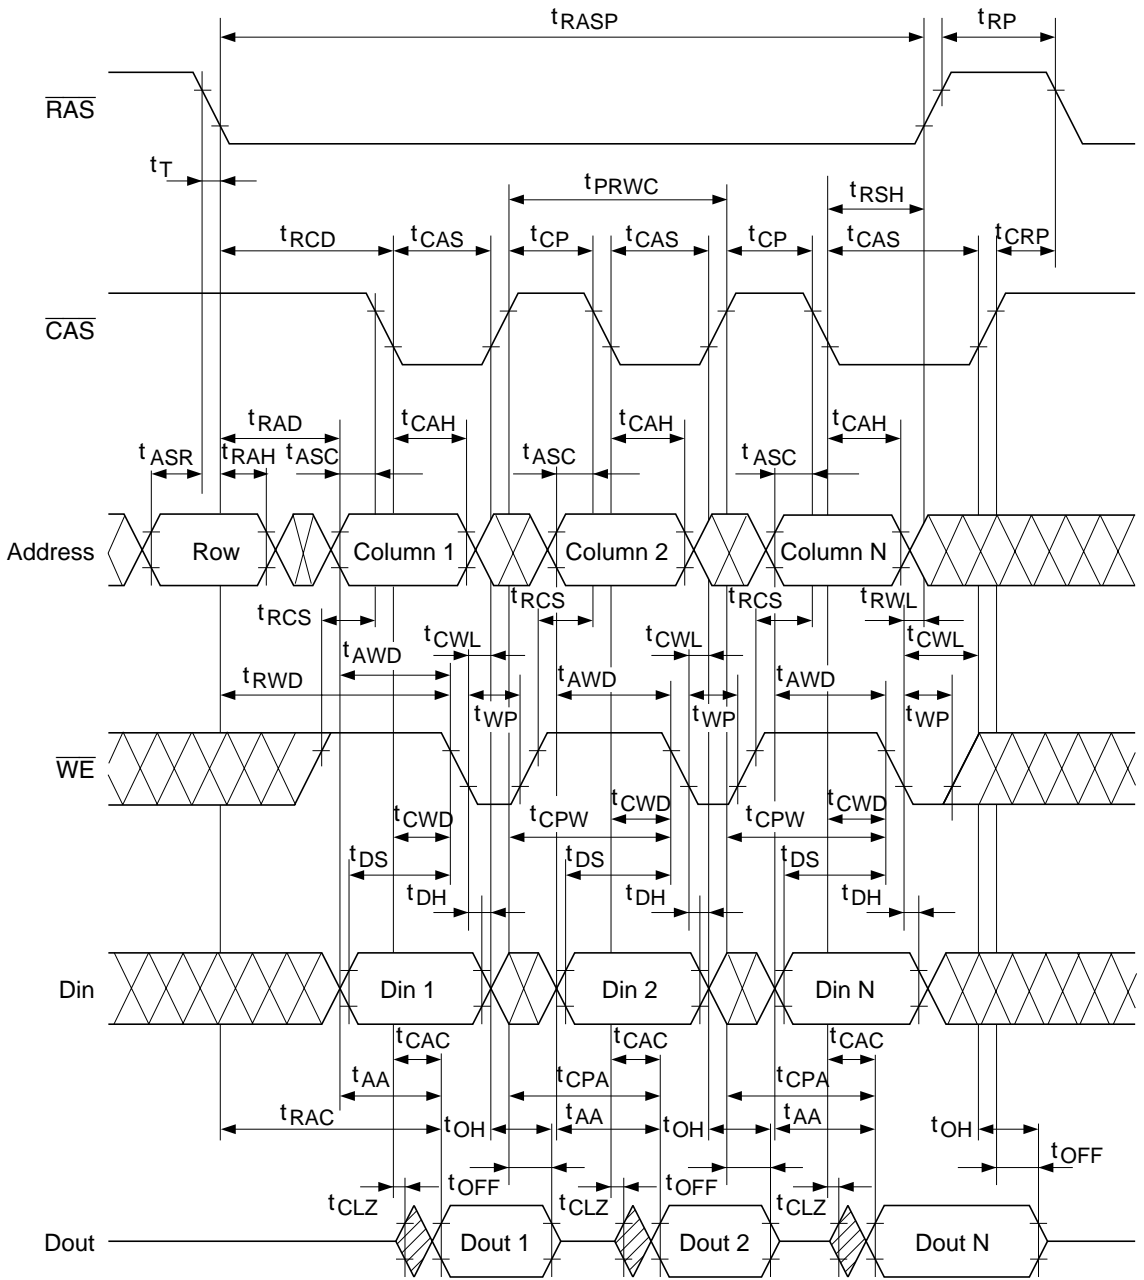 tRASP tRP
RAS
tT tPRWC tRSH
tRCD tCAS tCP tCAS tCP tCAS tCRP
CAS
tRAD tCAH tCAH tCAH
tASR tRAH tASC tASC tASC
Address Row Column 1 Column 2 Column N
tRCS tRCS tRCS tRWL
tCWL tCWL tCWL
tAWD tAWD tAWD
tRWD tWP tWP tWP
WE
tCWD tCPW tCWD tCPW tCWD
tDS tDS tDS
tDH tDH tDH
Din Din 1 Din 2 Din N
tCAC tCAC tCAC
tAA tCPA tCPA
tRAC tOH tAA tOH tAA tOH
tOFF
tCLZ tOFF tCLZ tOFF tCLZ
Dout Dout 1 Dout 2 Dout N